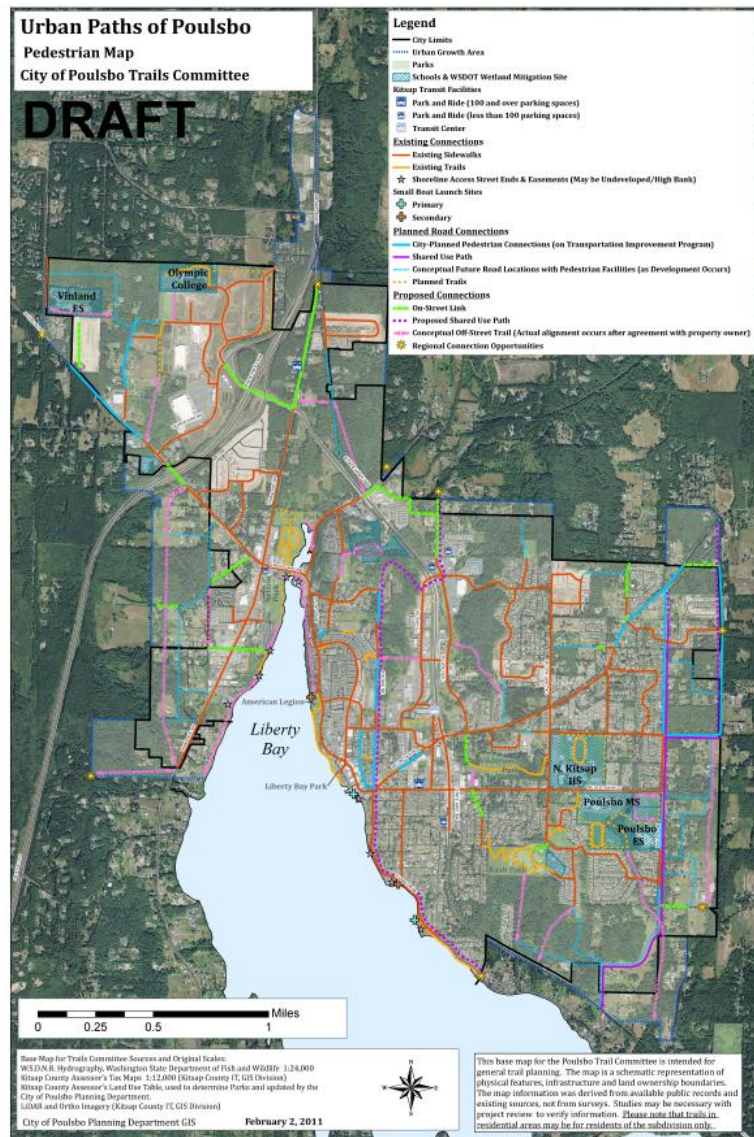 Urban Paths of Poulsbo
Pedestrian Map
City of Poulsbo Trails Committee
DRAFT
Legend
City Limits
Urban Growth Area
Parks
Schools & WSDOT Wetland Mitigation Site
Kitsap Transit Facilities
Park and Ride (100 and over parking spaces)
Park and Ride (less than 100 parking spaces)
Transit Center
Existing Connections
Existing Sidewalks
Existing Trails
Shoreline Access Street Ends & Easements (May be Undeveloped/High Bank)
Small Boat Launch Sites
Primary
Secondary
Planned Road Connections
City-Planned Pedestrian Connections (on Transportation Improvement Program)
Shared Use Path
Conceptual Future Road Locations with Pedestrian Facilities (as Development Occurs)
Planned Trails
Proposed Connections
On-Street Link
Proposed Shared Use Path
Conceptual Off-Street Trail (Actual alignment occurs after agreement with property owner)
Regional Connection Opportunities
Olympic
College
Vinland
ES
American Legion
Liberty
Bay
Liberty Bay Park
N. Kitsap
HS
Poulsbo MS
Poulsbo
ES
Miles
0 0.25 0.5 1
Base Map for Trails Committee Sources and Original Scales:
W.S.D.N.R. Hydrography, Washington State Department of Fish and Wildlife 1:24,000
Kitsap County Assessor's Tax Maps 1:12,000 (Kitsap County IT, GIS Division)
Kitsap County Assessor's Land Use Table, used to determine Parks and updated by the
City of Poulsbo Planning Department.
LiDAR and Ortho Imagery (Kitsap County IT, GIS Division)
City of Poulsbo Planning Department GIS February 2, 2011
This base map for the Poulsbo Trail Committee is intended for
general trail planning. The map is a schematic representation of
physical features, infrastructure and land ownership boundaries.
The map information was derived from available public records and
existing sources, not from surveys. Studies may be necessary with
project review to verify information. Please note that trails in
residential areas may be for residents of the subdivision only.